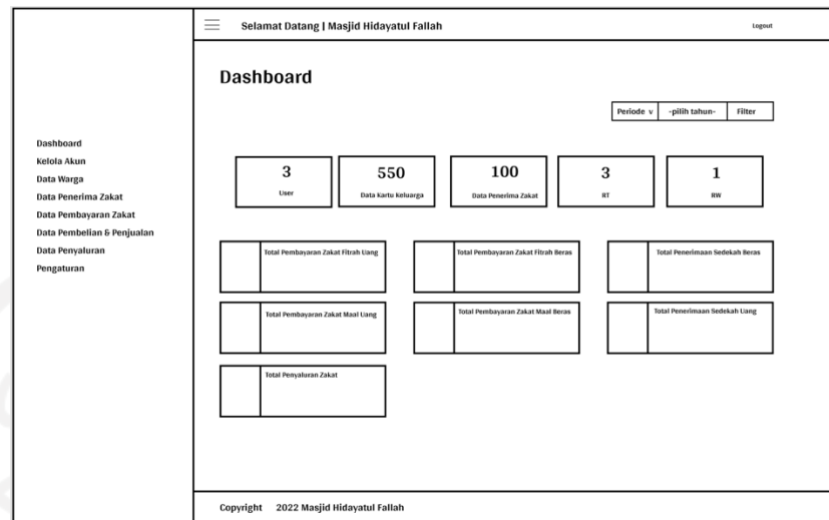 Selamat Datang | Masjid Hidayatul Fallah
Logout
Dashboard
Kelola Akun
Data Warga
Data Penerima Zakat
Data Pembayaran Zakat
Data Pembelian & Penjualan
Data Penyaluran
Pengaturan
Dashboard
Periode v -pilih tahun- Filter
3
User
550
Data Kartu Keluarga
100
Data Penerima Zakat
3
RT
1
RW
Total Pembayaran Zakat Fitrah Uang
Total Pembayaran Zakat Fitrah Beras
Total Penerimaan Sedekah Beras
Total Pembayaran Zakat Maal Uang
Total Pembayaran Zakat Maal Beras
Total Penerimaan Sedekah Uang
Total Penyaluran Zakat
Copyright 2022 Masjid Hidayatul Fallah